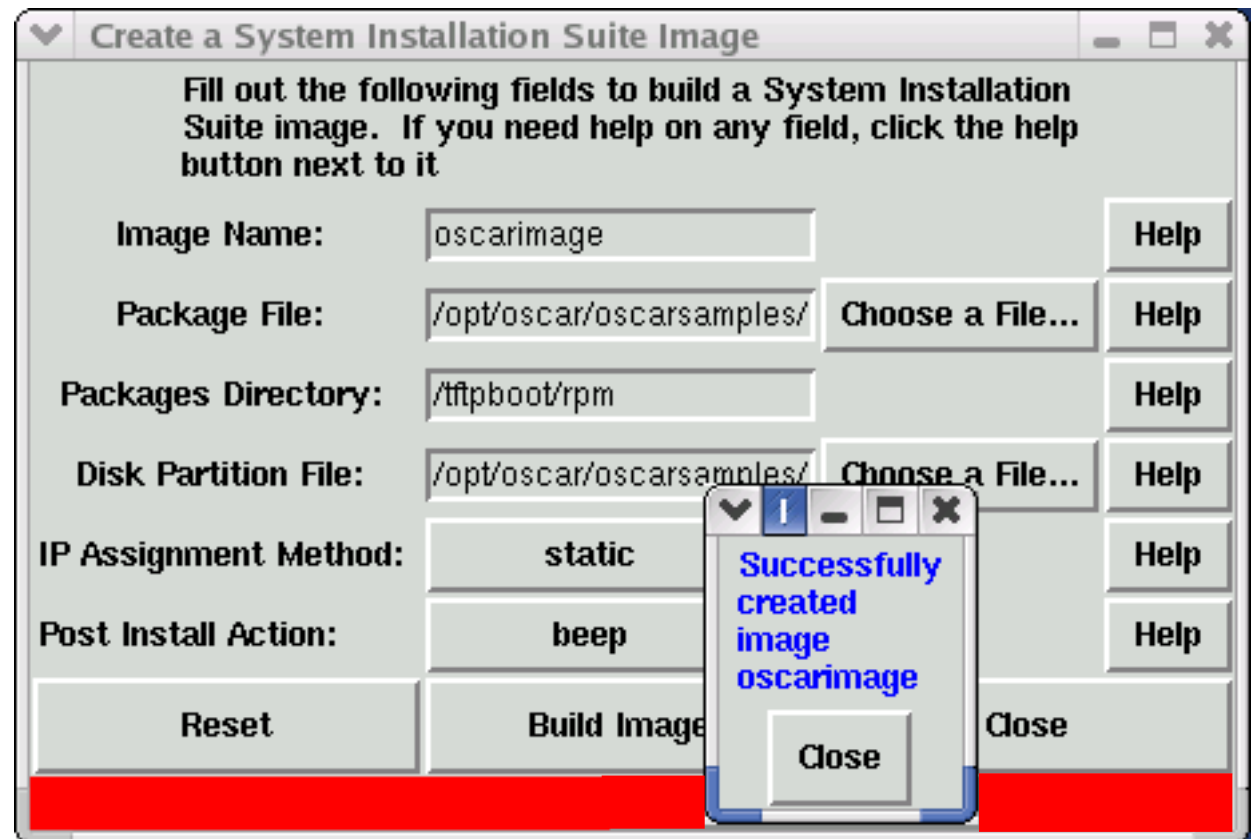 Create a System Installation Suite Image
Fill out the following fields to build a System Installation
Suite image. If you need help on any field, click the help
button next to it
Image Name: oscarimage Help
Package File: /opt/oscar/oscarsamples/ Choose a File... Help
Packages Directory: /tftpboot/rpm Help
Disk Partition File: /opt/oscar/oscarsamples/ Choose a File... Help
IP Assignment Method: static Help
Post Install Action: beep Help
Reset Build Image Close
Successfully
created
image
oscarimage
Close